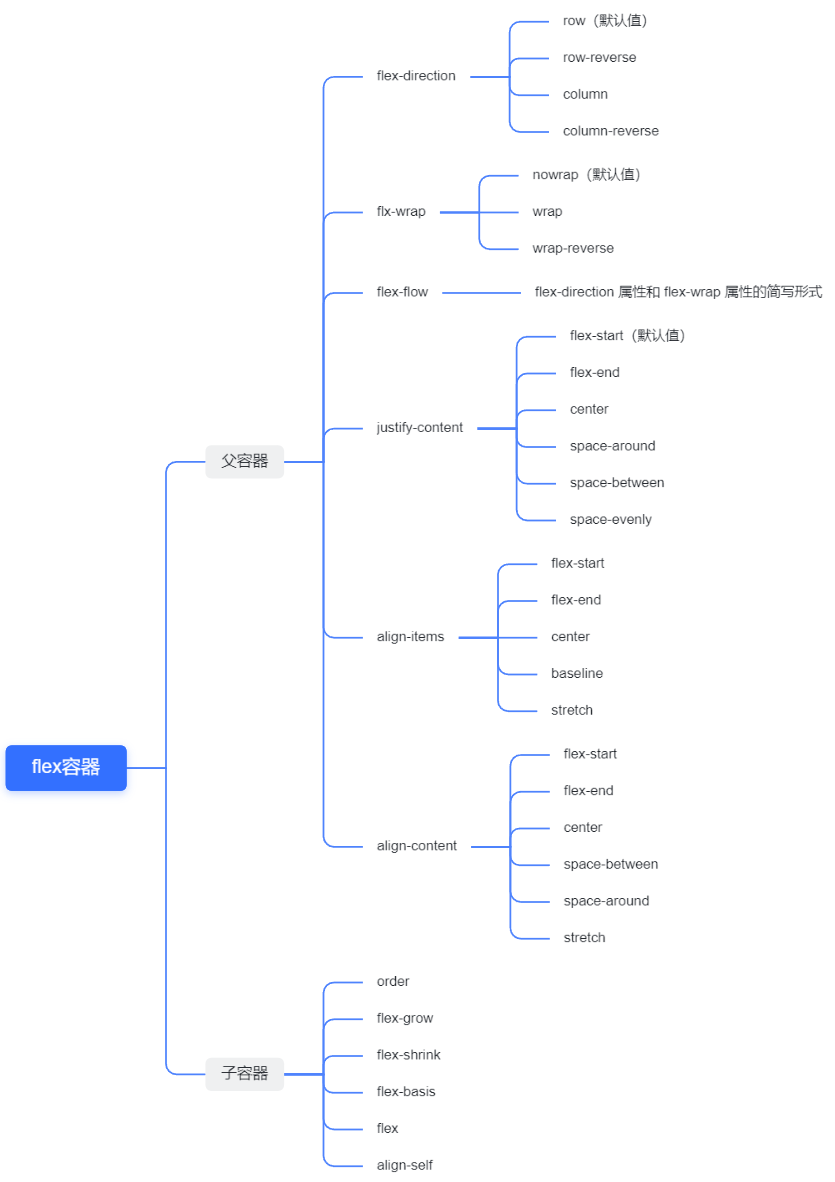 flex容器
父容器
flex-direction
row（默认值）
row-reverse
column
column-reverse
flx-wrap
nowrap（默认值）
wrap
wrap-reverse
flex-flow
flex-direction 属性和 flex-wrap 属性的简写形式
justify-content
flex-start（默认值）
flex-end
center
space-around
space-between
space-evenly
align-items
flex-start
flex-end
center
baseline
stretch
align-content
flex-start
flex-end
center
space-between
space-around
stretch
子容器
order
flex-grow
flex-shrink
flex-basis
flex
align-self